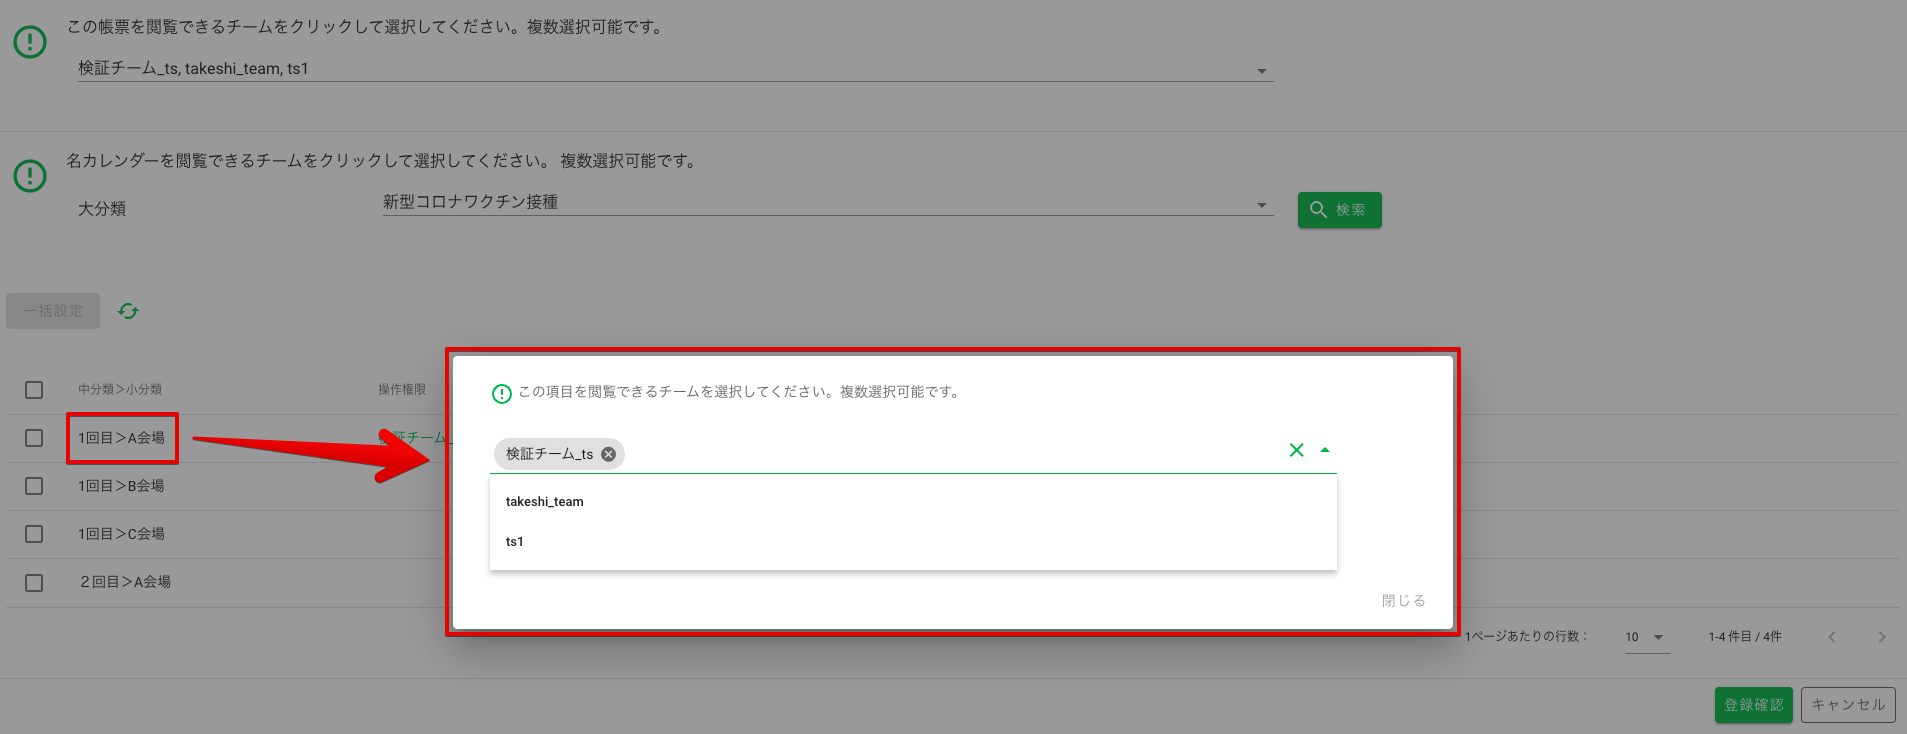 この帳票を閲覧できるチームをクリックして選択してください。複数選択可能です。
検証チーム_ts, takeshi_team, ts1
名カレンダーを閲覧できるチームをクリックして選択してください。 複数選択可能です。
大分類
新型コロナワクチン接種
検索
一括設定
中分類＞小分類
操作権限
1回目＞A会場
検証チーム_
1回目＞B会場
1回目＞C会場
２回目＞A会場
この項目を閲覧できるチームを選択してください。複数選択可能です。
検証チーム_ts
takeshi_team
ts1
閉じる
1ページあたりの行数：
10
1-4 件目 / 4件
登録確認
キャンセル